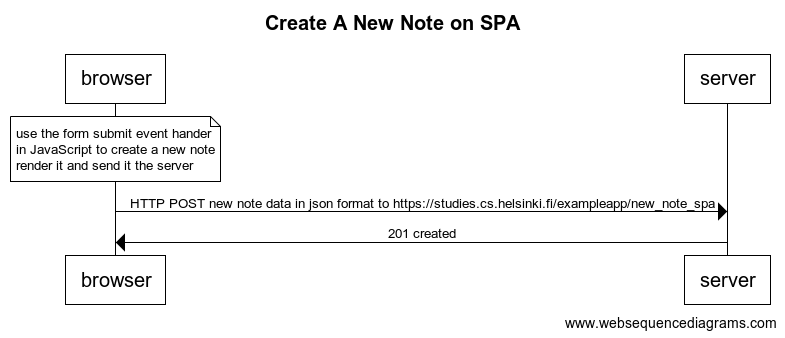 Create A New Note on SPA
browser
server
use the form submit event hander
in JavaScript to create a new note
render it and send it the server
HTTP POST new note data in json format to https://studies.cs.helsinki.fi/exampleapp/new_note_spa
201 created
browser
server
www.websequencediagrams.com